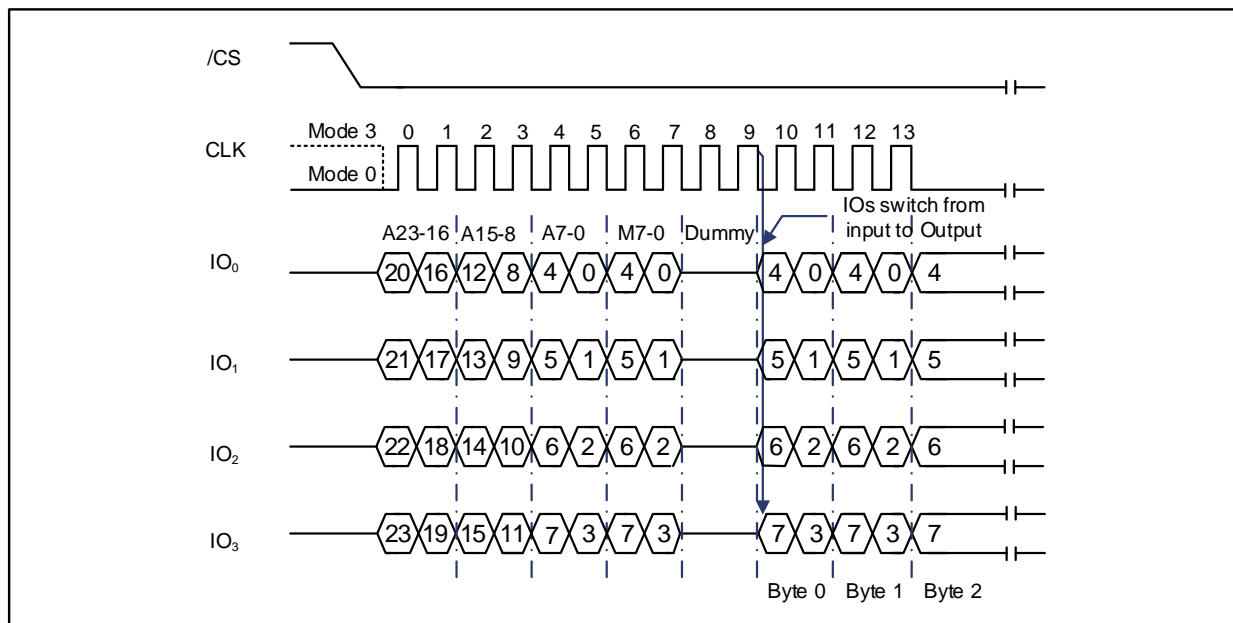 /CS
Mode 3 0 1 2 3 4 5 6 7 8 9 10 11 12 13
CLK
Mode 0
IOs switch from
input to Output
A23-16 A15-8 A7-0 M7-0 Dummy
IO0 20 16 12 8 4 0 4 0 4 0 4 0 4
IO1 21 17 13 9 5 1 5 1 5 1 5 1 5
IO2 22 18 14 10 6 2 6 2 6 2 6 2 6
IO3 23 19 15 11 7 3 7 3 7 3 7 3 7
Byte 0 Byte 1 Byte 2